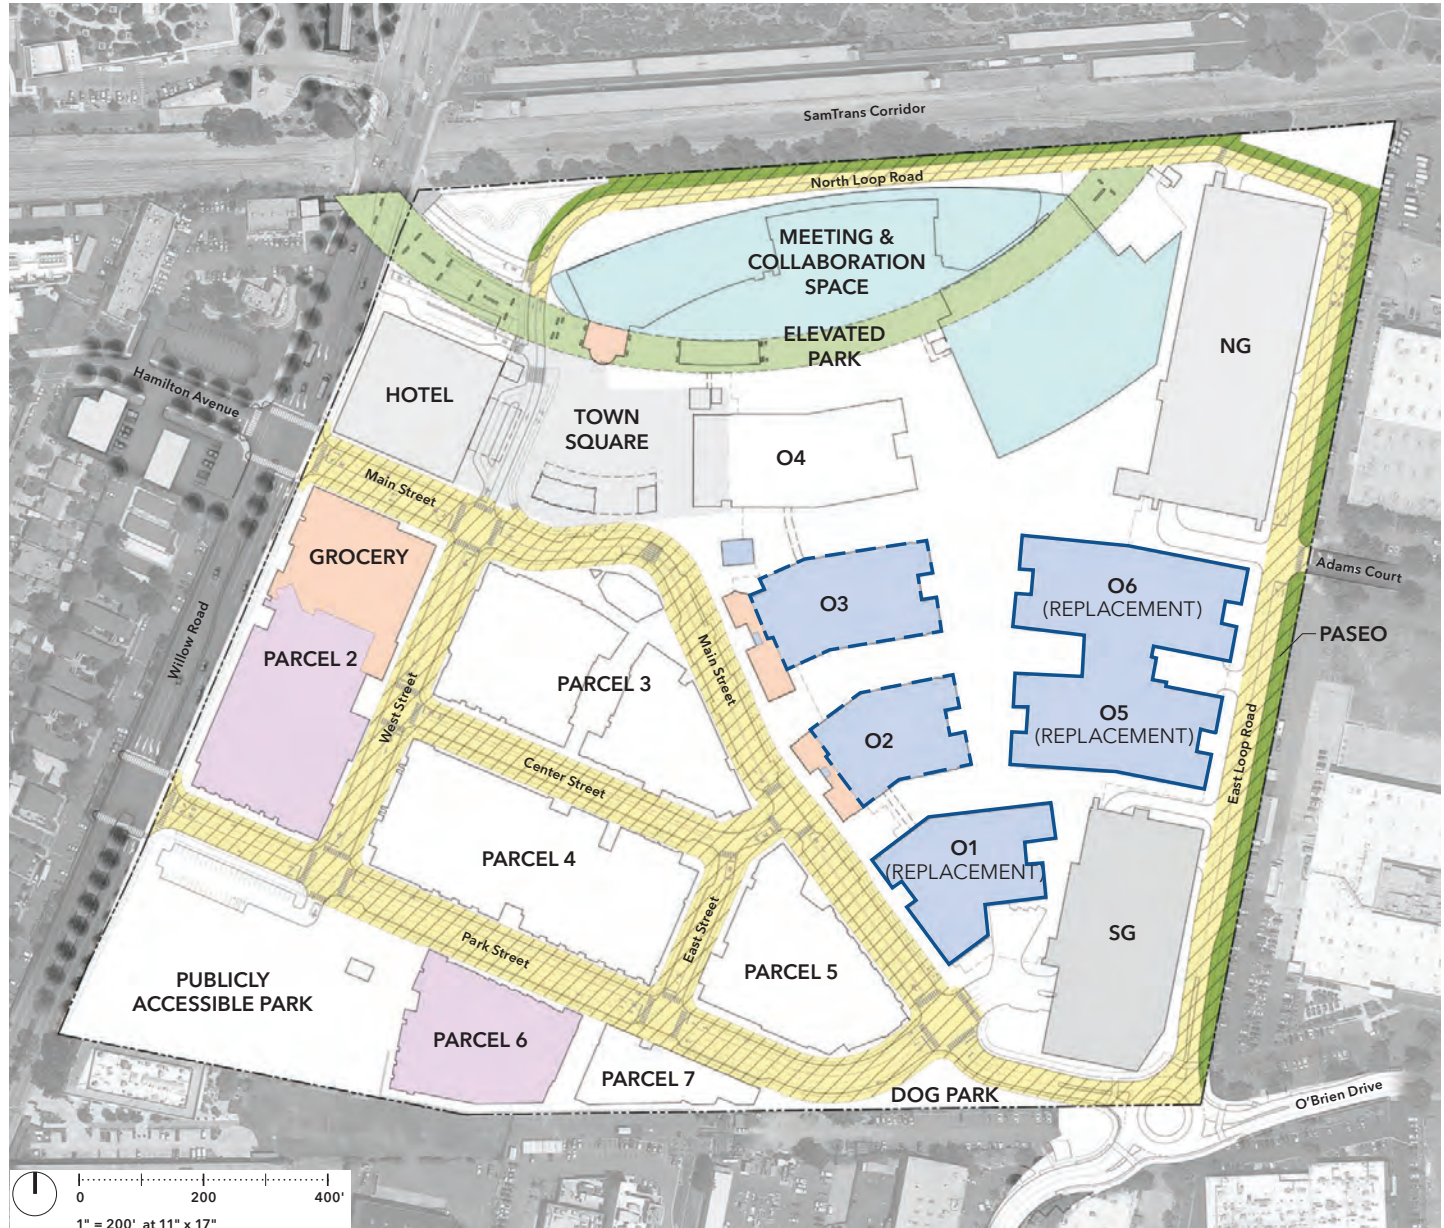 SamTrans Corridor
North Loop Road
MEETING &
COLLABORATION
SPACE
ELEVATED
PARK
NG
HOTEL
Hamilton Avenue
TOWN
SQUARE
O4
Main Street
GROCERY
Adams Court
O3
O6
(REPLACEMENT)
PASEO
Willow Road
PARCEL 2
PARCEL 3
Main Street
West Street
O2
O5
(REPLACEMENT)
East Loop Road
Center Street
PARCEL 4
O1
(REPLACEMENT)
East Street
SG
Park Street
PARCEL 5
PUBLICLY
ACCESSIBLE PARK
PARCEL 6
PARCEL 7
DOG PARK
O'Brien Drive
0 200 400'
1" = 200' at 11" x 17"